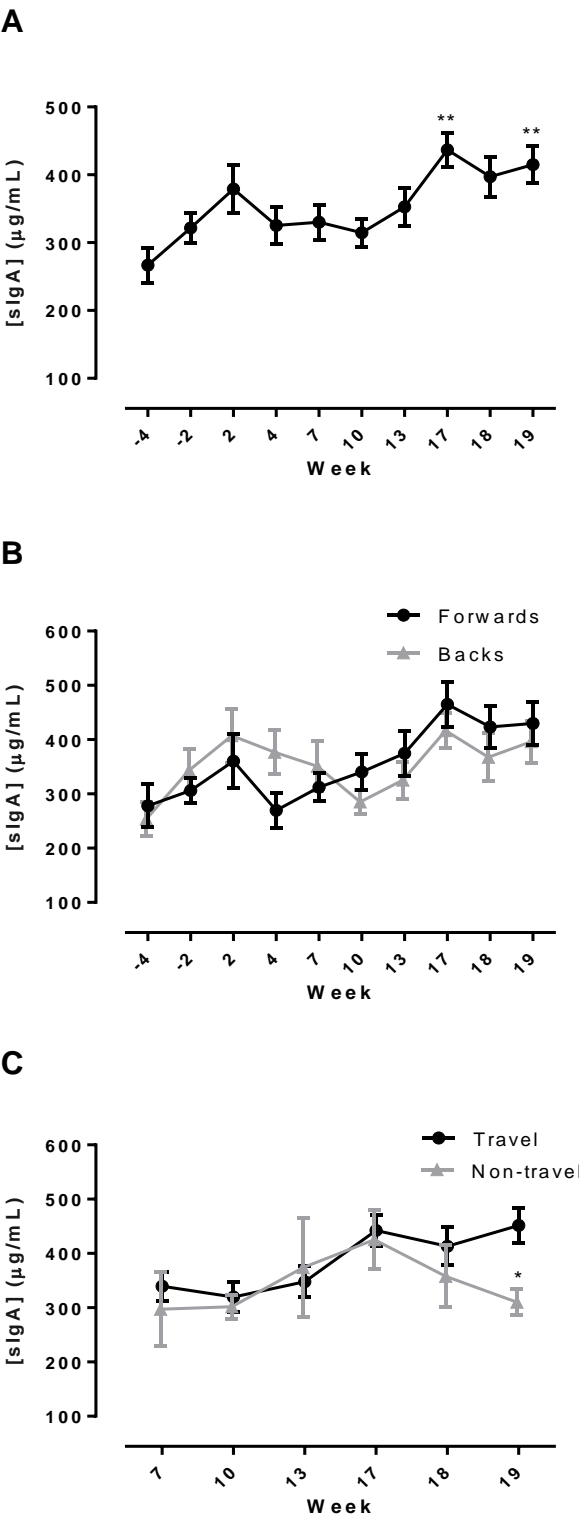 A
500
400
300
200
100
[sIgA] (µg/mL)
** **
-4 -2 2 4 7 10 13 17 18 19
Week
B
Forwards
Backs
600
500
400
300
200
100
[sIgA] (µg/mL)
-4 -2 2 4 7 10 13 17 18 19
Week
C
Travel
Non-travel
600
500
400
300
200
100
[sIgA] (µg/mL)
*
7 10 13 17 18 19
Week